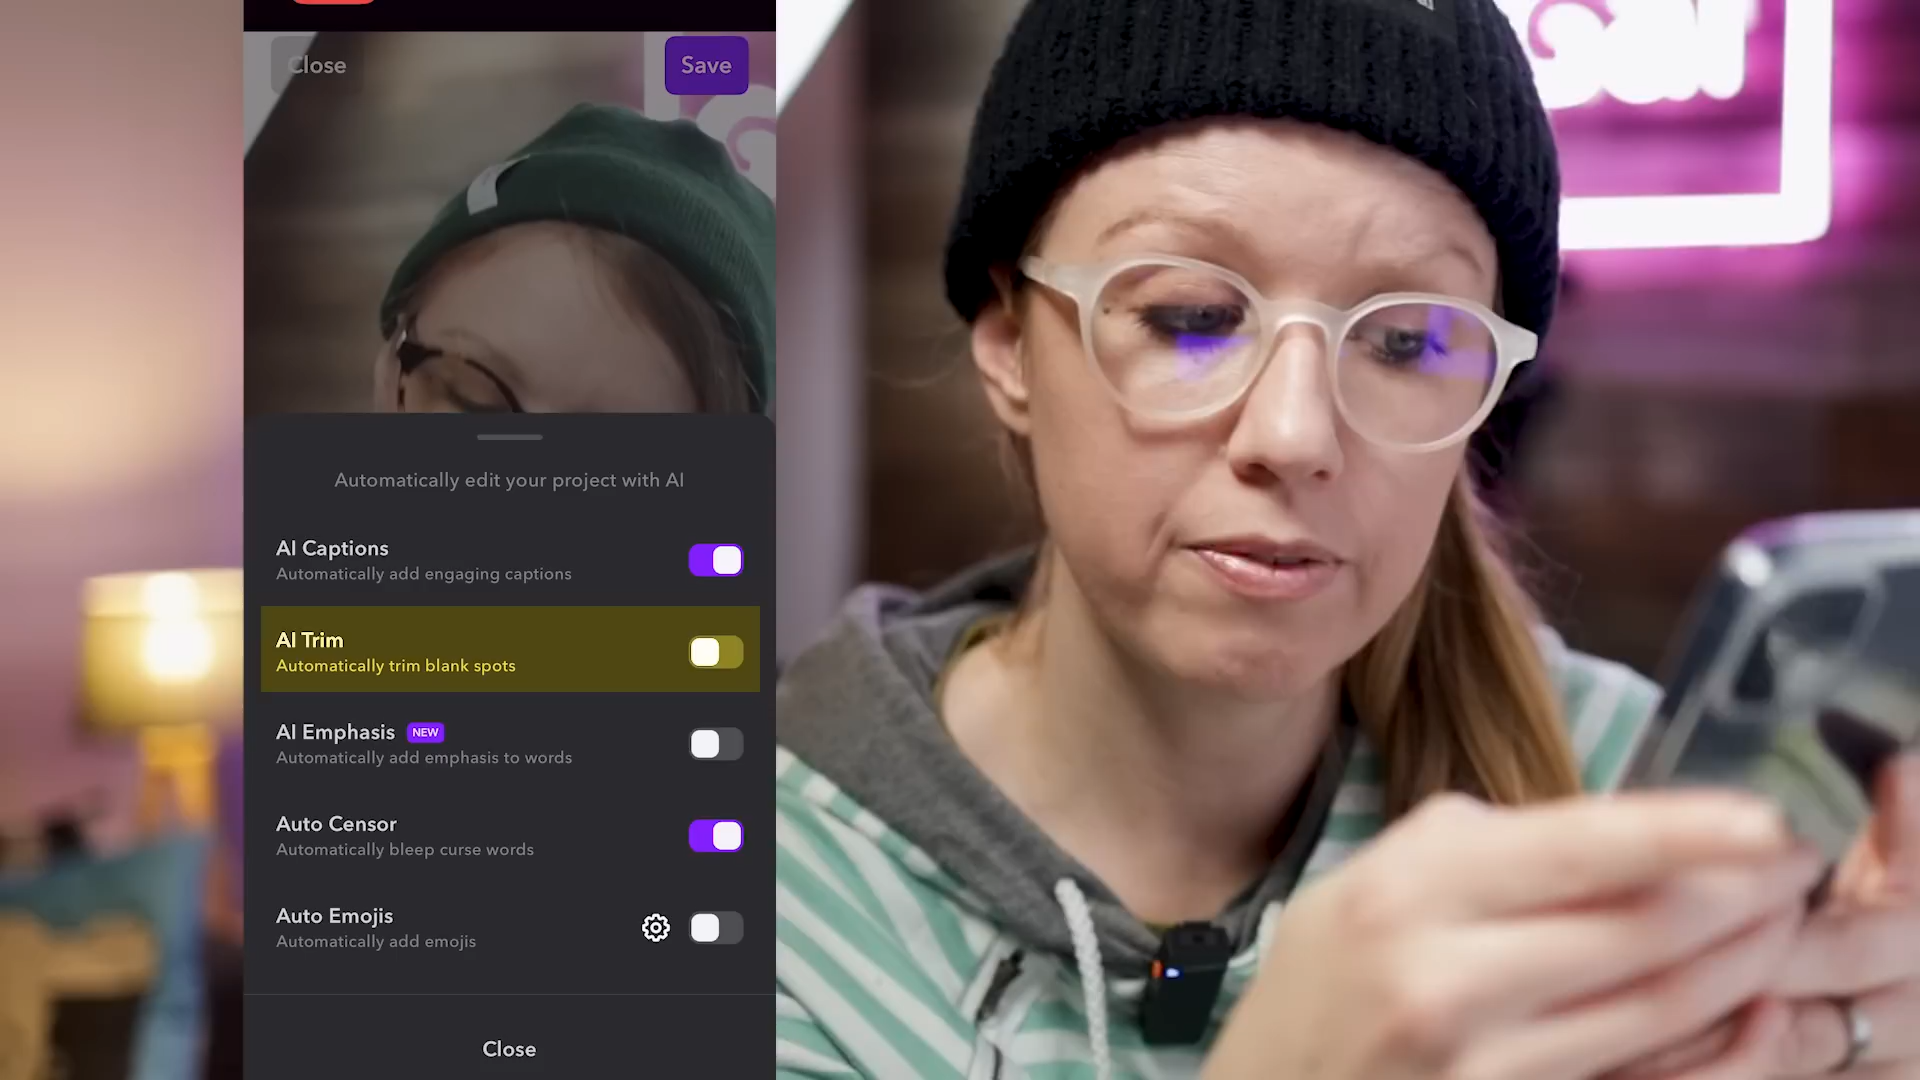 Close
Save
Automatically edit your project with AI
AI Captions
Automatically add engaging captions
AI Trim
Automatically trim blank spots
AI Emphasis NEW
Automatically add emphasis to words
Auto Censor
Automatically bleep curse words
Auto Emojis
Automatically add emojis
Close